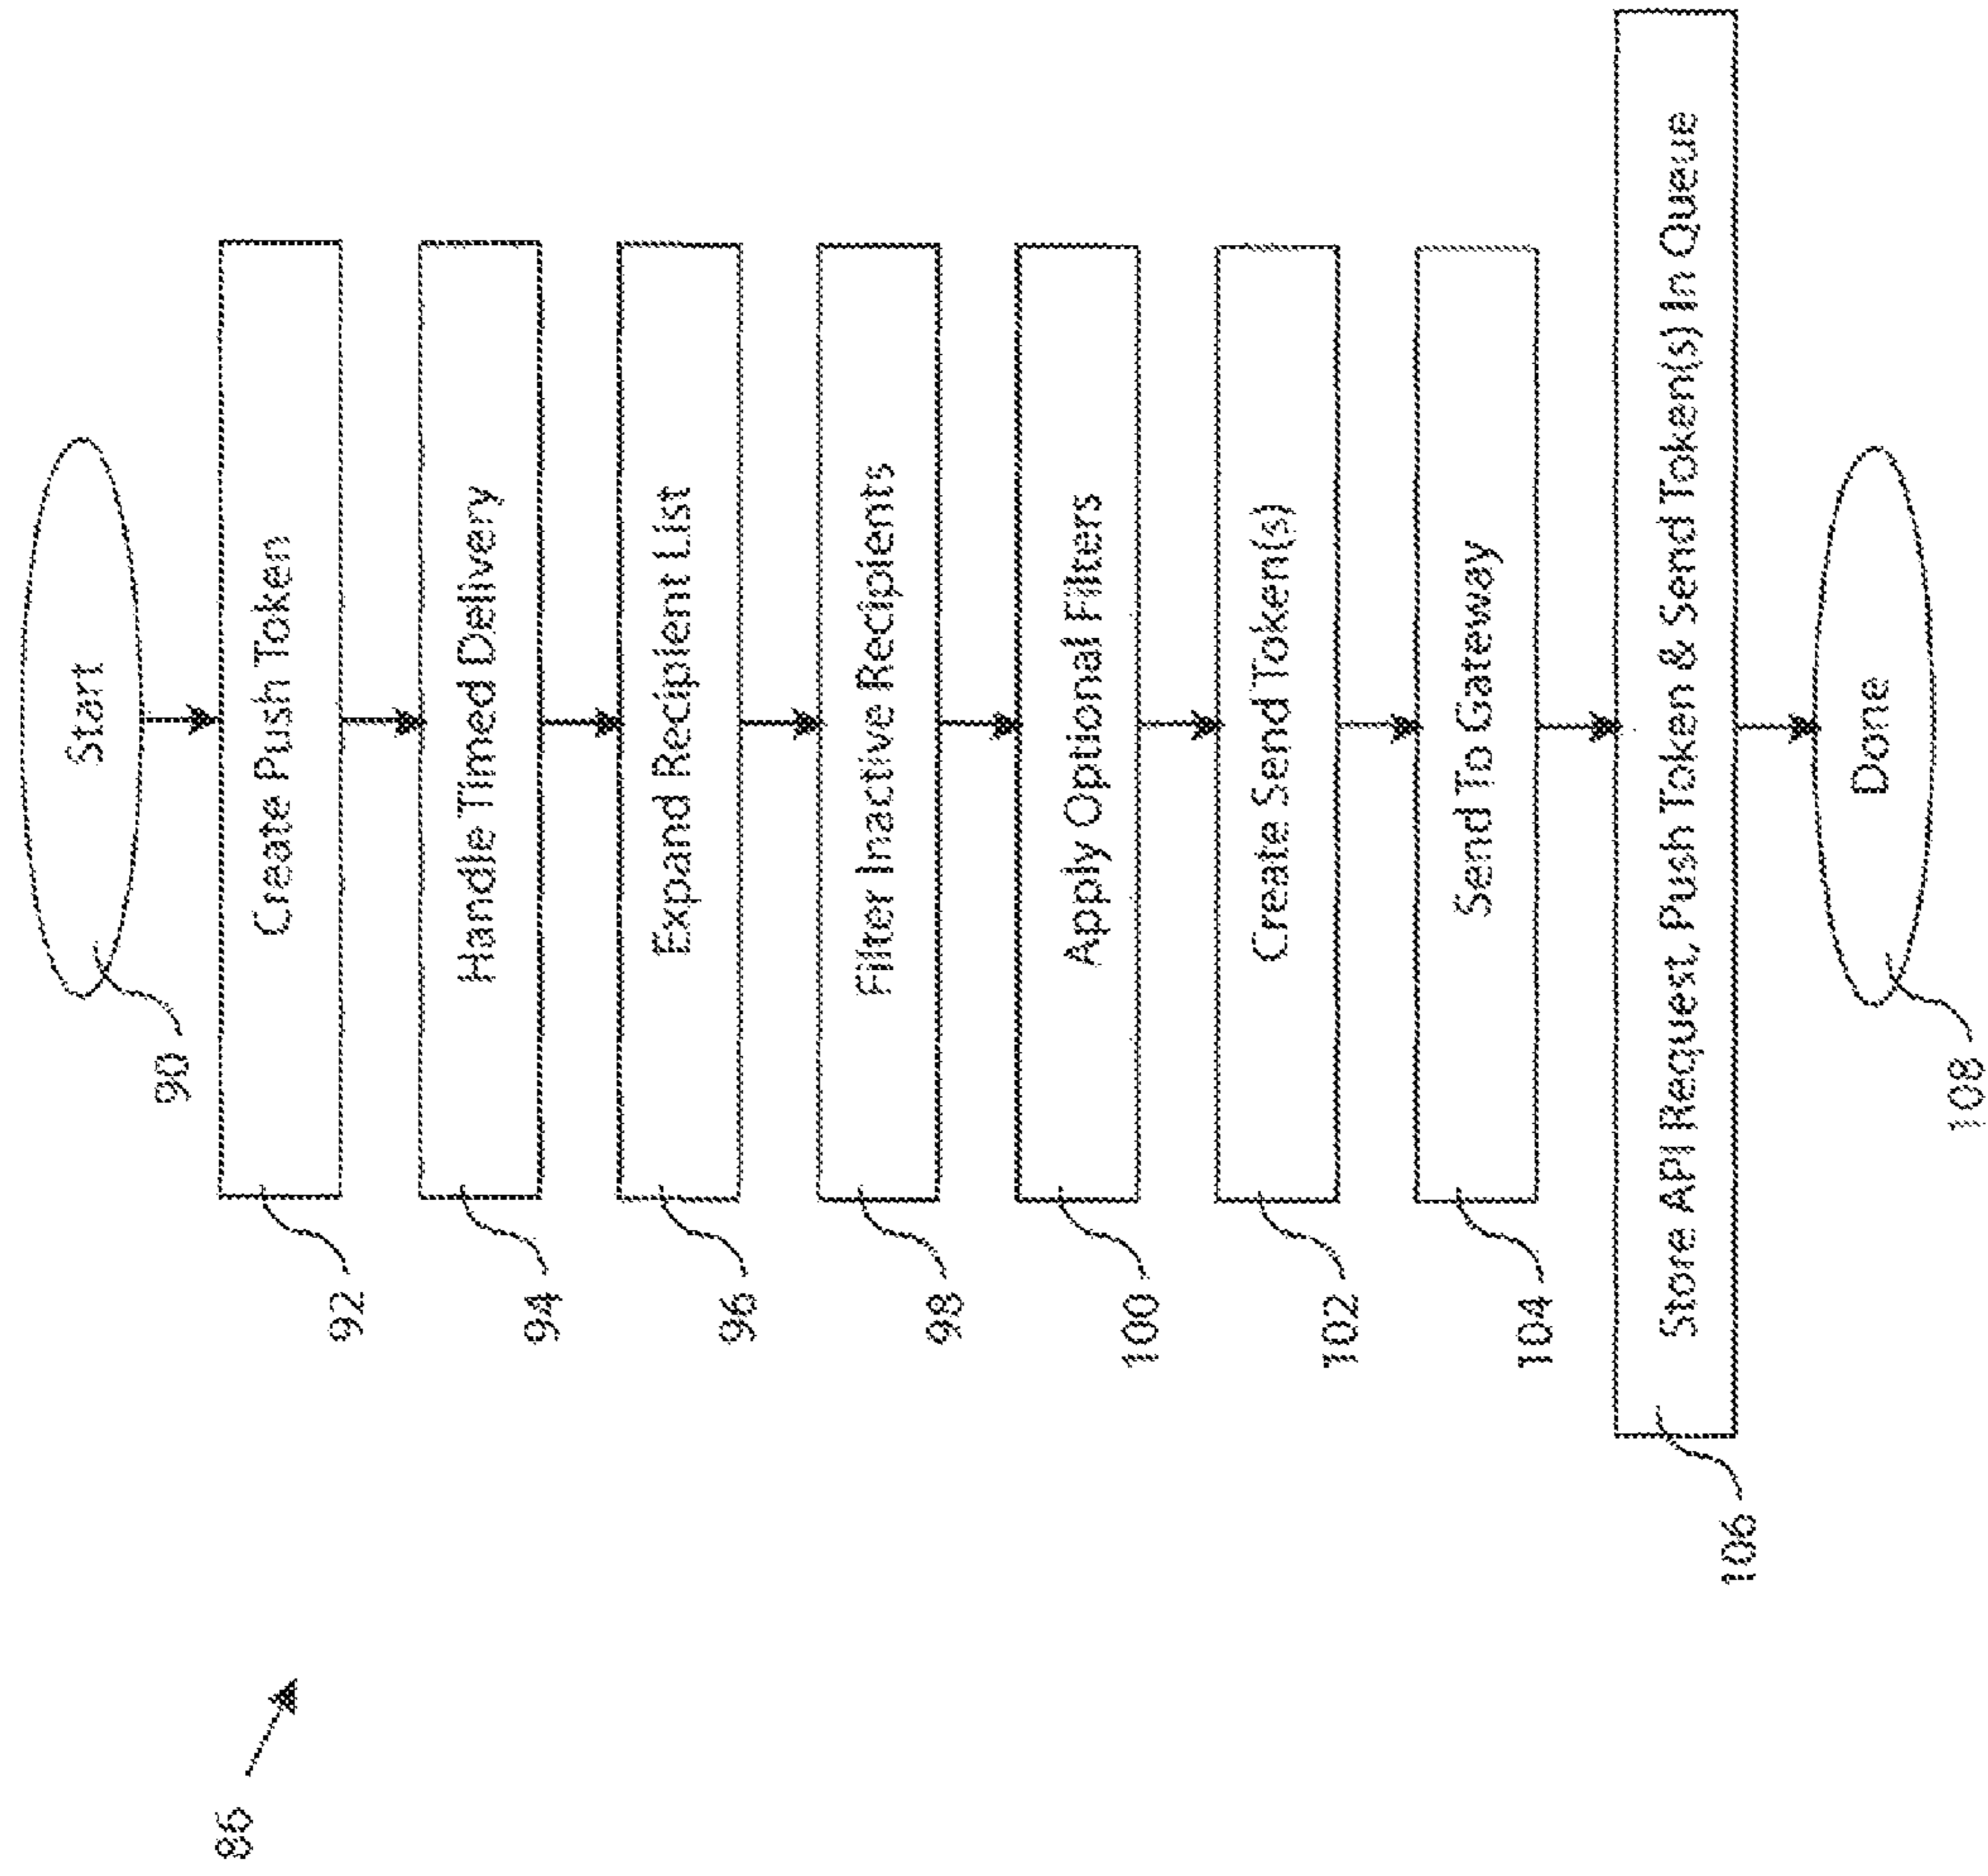 86
Start
90
Create Push Token
92
Handle Timed Delivery
94
Expand Recipient List
96
Filter Inactive Recipients
98
Apply Optional Filters
100
Create Send Token(s)
102
Send To Gateway
104
Store API Request, Push Token & Send Token(s) In Queue
106
Done
108